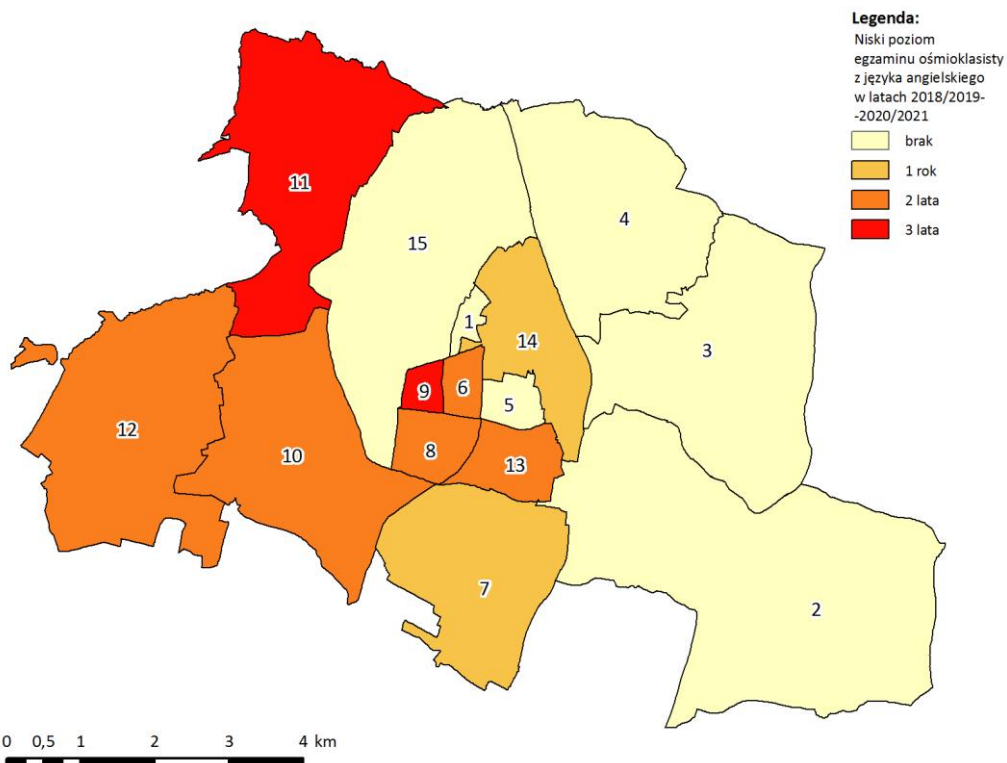 Legenda:
Niski poziom
egzaminu ośmioklasisty
z języka angielskiego
w latach 2018/2019-
-2020/2021
brak
1 rok
2 lata
3 lata
11
4
15
1
14
3
9
6
5
12
10
8
13
7
2
0 0,5 1 2 3 4 km